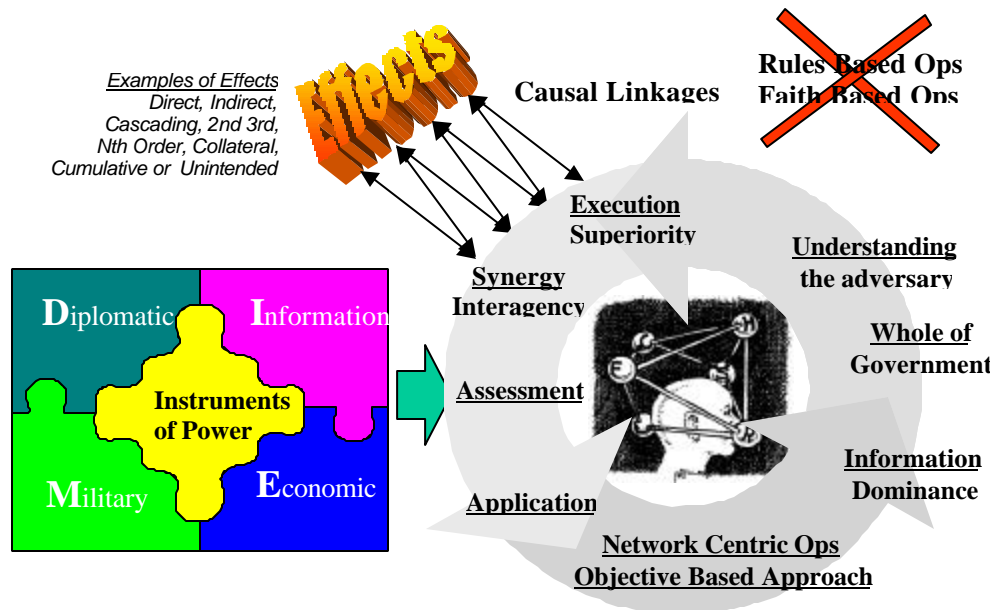 Effects
Examples of Effects
Direct, Indirect,
Cascading, 2nd 3rd,
Nth Order, Collateral,
Cumulative or Unintended
Causal Linkages
Rules Based Ops
Faith Based Ops
Execution
Superiority
Understanding
the adversary
Synergy
Interagency
Whole of
Government
Diplomatic
Information
Instruments
of Power
Military
Economic
Assessment
Information
Dominance
Application
Network Centric Ops
Objective Based Approach
E